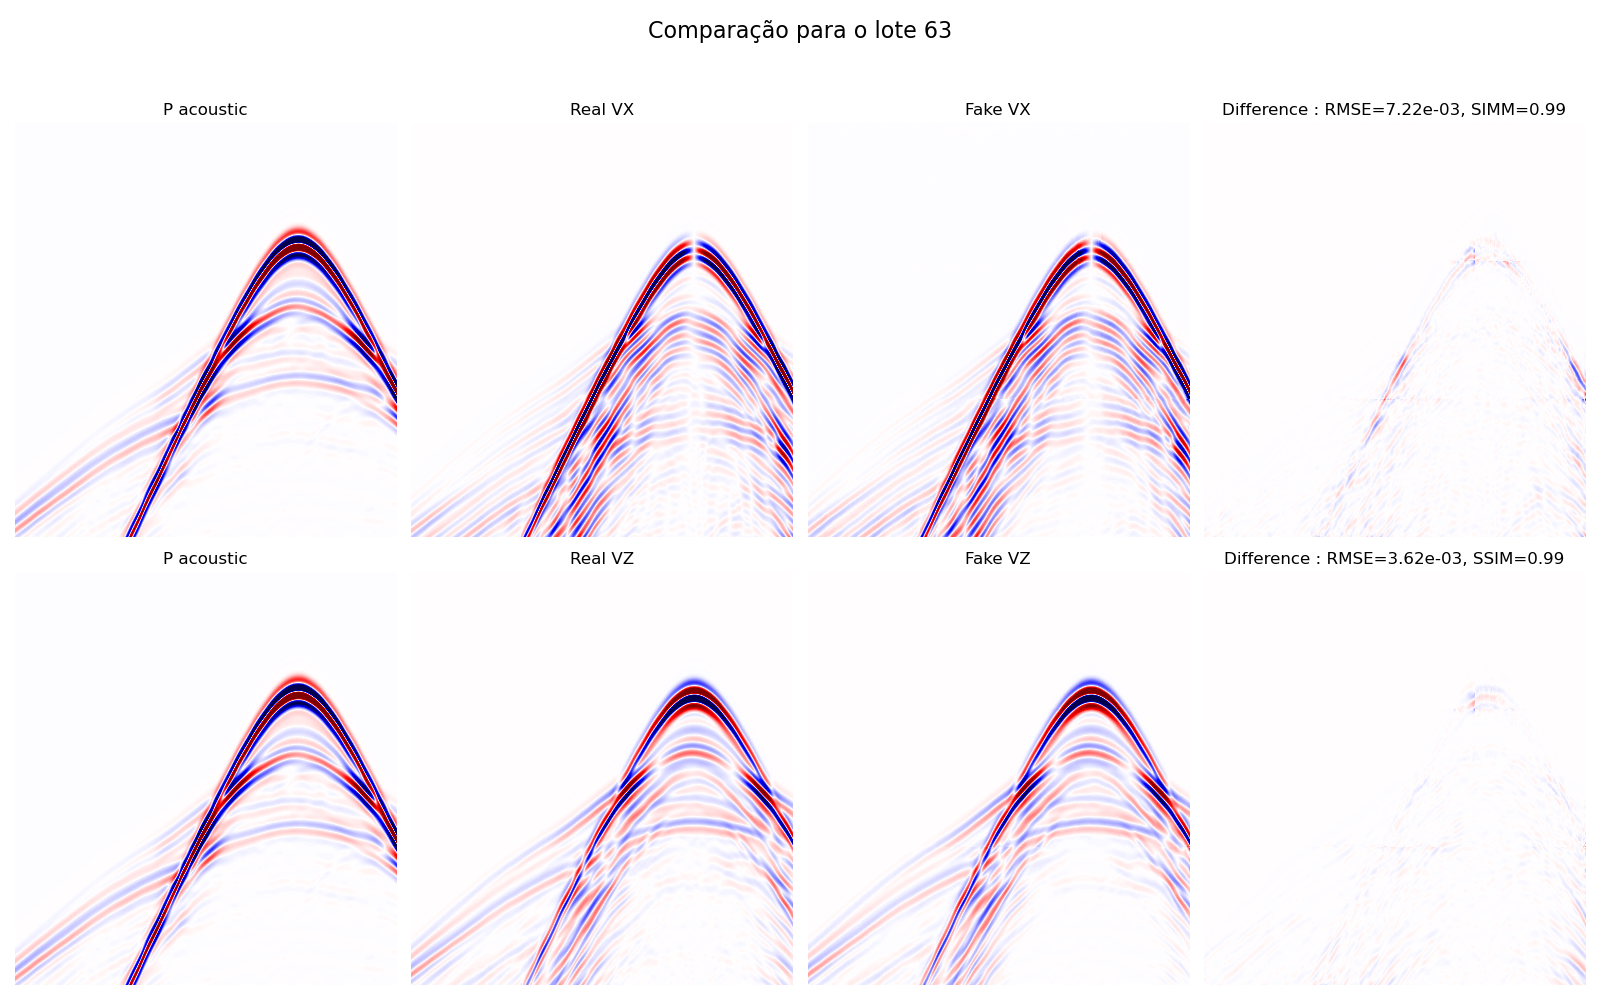 Comparação para o lote 63
P acoustic
Real VX
Fake VX
Difference : RMSE=7.22e-03, SIMM=0.99
P acoustic
Real VZ
Fake VZ
Difference : RMSE=3.62e-03, SSIM=0.99